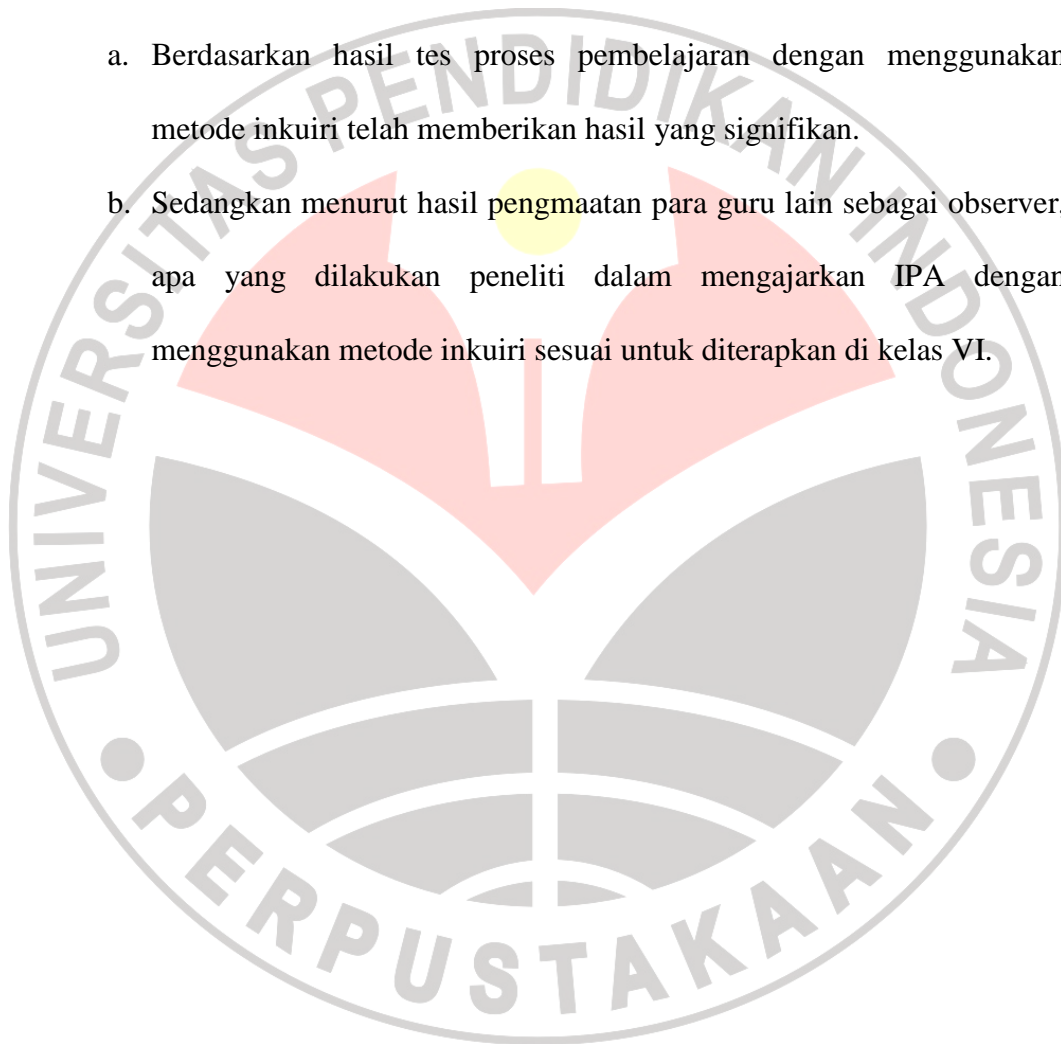 a. Berdasarkan hasil tes proses pembelajaran dengan menggunakan
metode inkuiri telah memberikan hasil yang signifikan.
b. Sedangkan menurut hasil pengmaatan para guru lain sebagai observer,
apa yang dilakukan peneliti dalam mengajarkan IPA dengan
menggunakan metode inkuiri sesuai untuk diterapkan di kelas VI.
UNIVERSITAS PENDIDIKAN INDONESIA
PERPUSTAKAAN